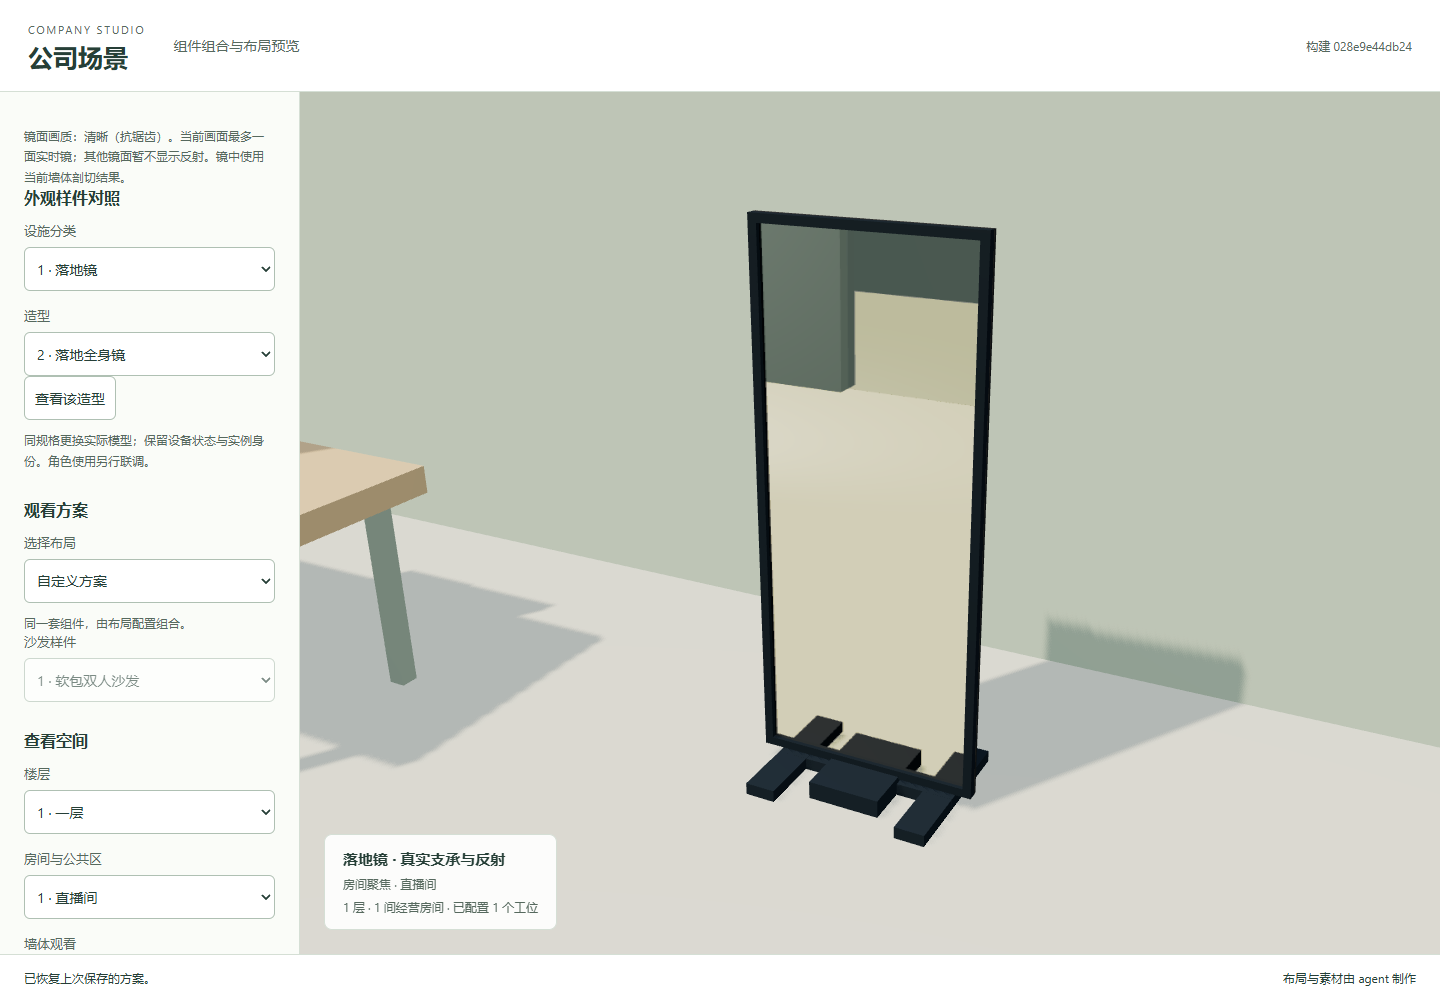 COMPANY STUDIO
公司场景
组件组合与布局预览
构建 028e9e44db24
镜面画质：清晰（抗锯齿）。当前画面最多一
面实时镜；其他镜面暂不显示反射。镜中使用
当前墙体剖切结果。
外观样件对照
设施分类
1 · 落地镜
造型
2 · 落地全身镜
查看该造型
同规格更换实际模型；保留设备状态与实例身
份。角色使用另行联调。
观看方案
选择布局
自定义方案
同一套组件，由布局配置组合。
沙发样件
1 · 软包双人沙发
查看空间
楼层
1 · 一层
房间与公共区
1 · 直播间
墙体观看
落地镜 · 真实支承与反射
房间聚焦 · 直播间
1 层 · 1 间经营房间 · 已配置 1 个工位
已恢复上次保存的方案。
布局与素材由 agent 制作